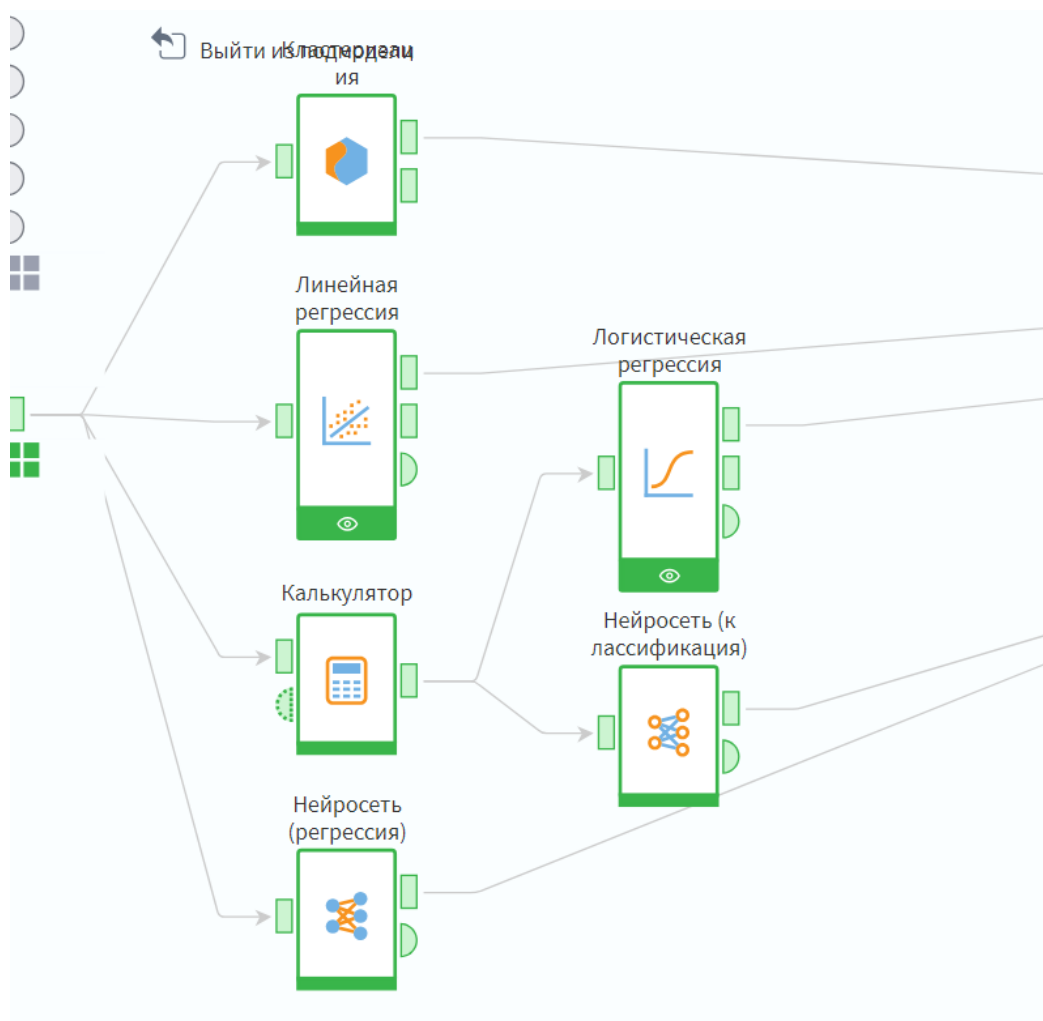 Выйти из подмодели
Кластеризац
ия
Линейная
регрессия
Логистическая
регрессия
Калькулятор
Нейросеть (к
лассификация)
Нейросеть
(регрессия)